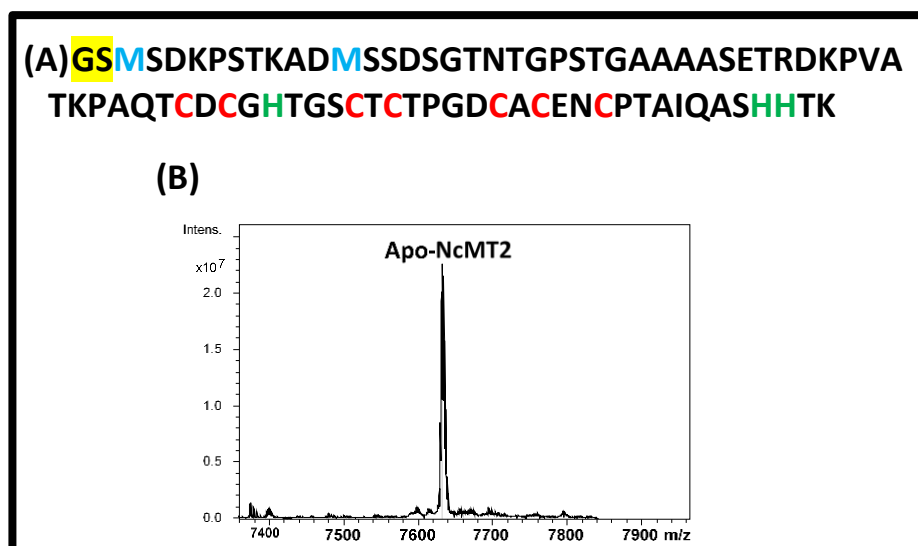 (A)GSMSDKPSTKADMSSDSGTNTGPSTGAAAASETRDKPVA
TKPAQTCDCGHTGSCTCTPGDCACENCPTAIQASHHTK
(B)
Intens.
x10⁷
Apo-NcMT2
2.0
1.5
1.0
0.5
0.0
7400 7500 7600 7700 7800 7900 m/z